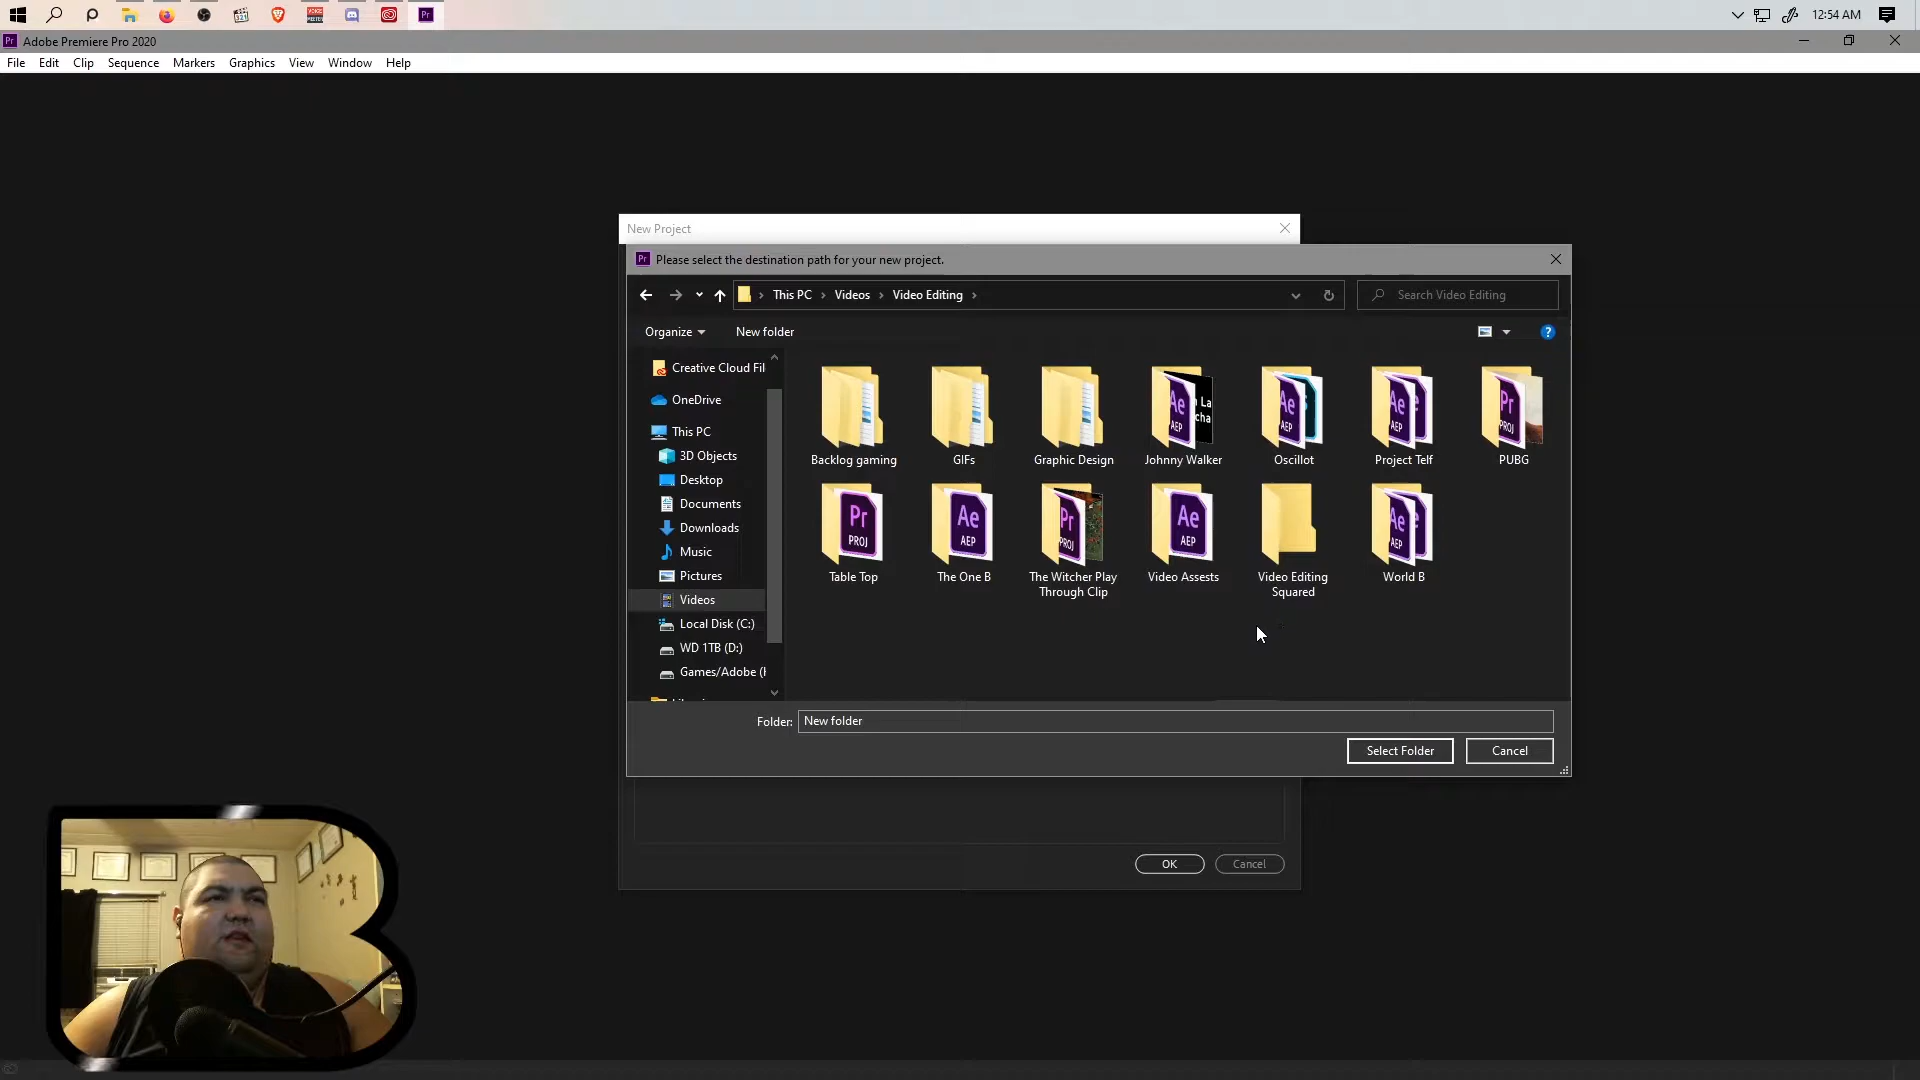 12:54 AM
Adobe Premiere Pro 2020
File Edit Clip Sequence Markers Graphics View Window Help
New Project
Please select the destination path for your new project.
This PC > Videos > Video Editing >
Search Video Editing
Organize
New folder
Creative Cloud Fil
OneDrive
This PC
3D Objects
Desktop
Documents
Downloads
Music
Pictures
Videos
Local Disk (C:)
WD 1TB (D:)
Games/Adobe (
Backlog gaming
GIFs
Graphic Design
Johnny Walker
Oscillot
Project Telf
PUBG
Table Top
The One B
The Witcher Play
Through Clip
Video Assests
Video Editing
Squared
World B
Folder:
New folder
Select Folder
Cancel
OK
Cancel